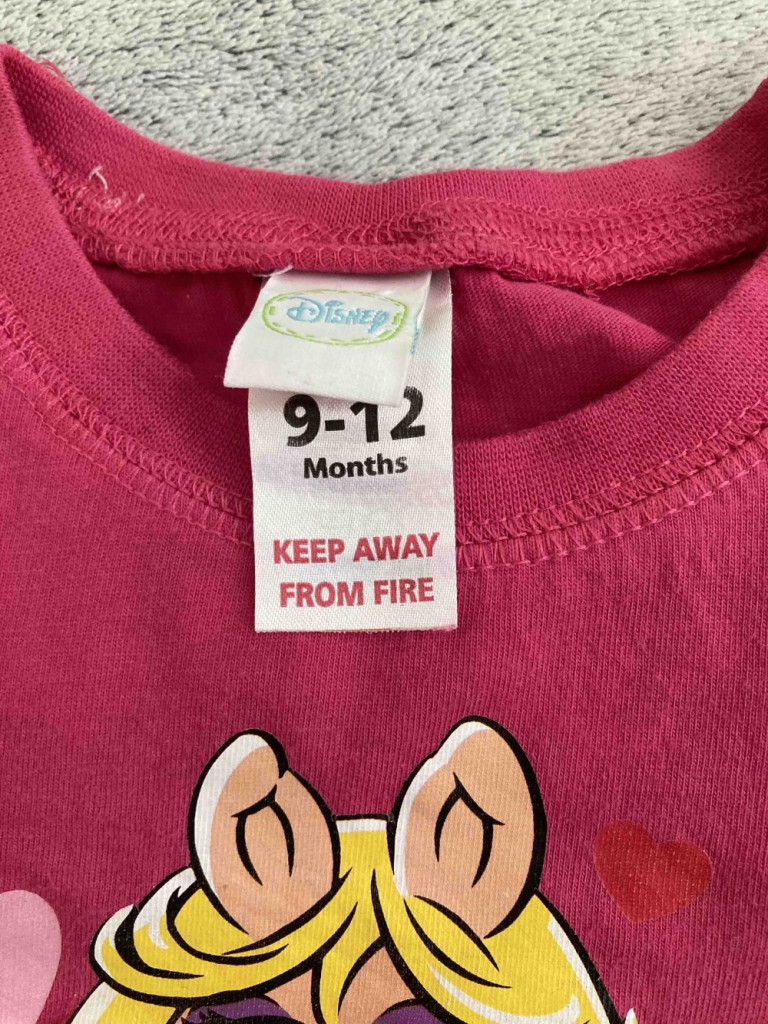 Disney
9-12
Months
KEEP AWAY
FROM FIRE